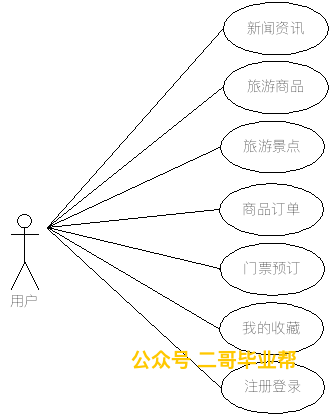 新闻资讯
旅游商品
旅游景点
商品订单
门票预订
用户
我的收藏
公众号 二哥毕业帮
注册登录